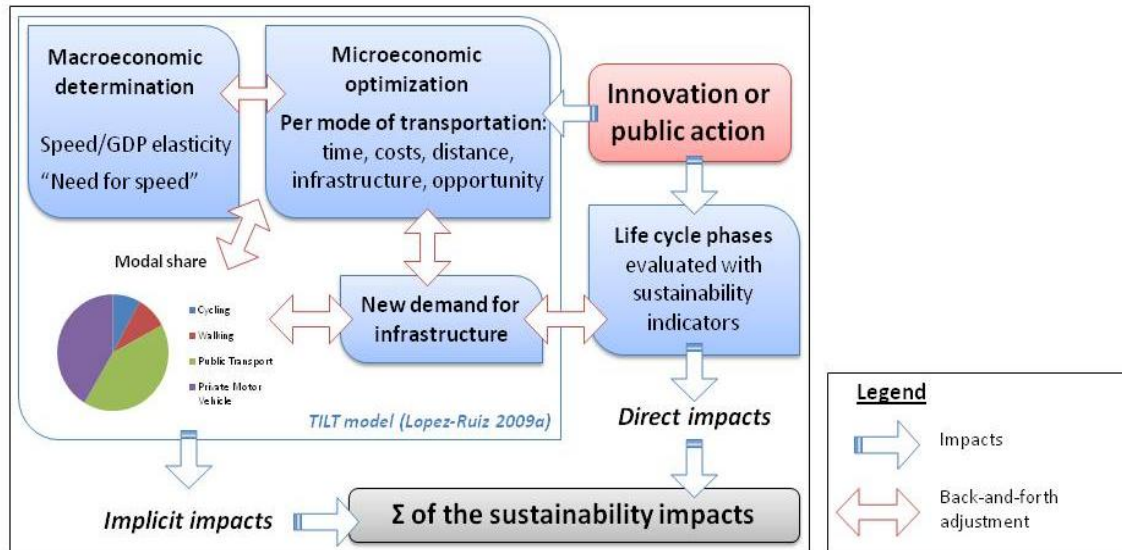 Macroeconomic
determination
Speed/GDP elasticity
“Need for speed”
Microeconomic
optimization
Per mode of transportation:
time, costs, distance,
infrastructure, opportunity
Innovation or
public action
Modal share
Cycling
Walking
Public Transport
Private Motor
Vehicle
New demand for
infrastructure
Life cycle phases
evaluated with
sustainability
indicators
TILT model (Lopez-Ruiz 2009a)
Direct impacts
Implicit impacts
Σ of the sustainability impacts
Legend
Impacts
Back-and-forth
adjustment